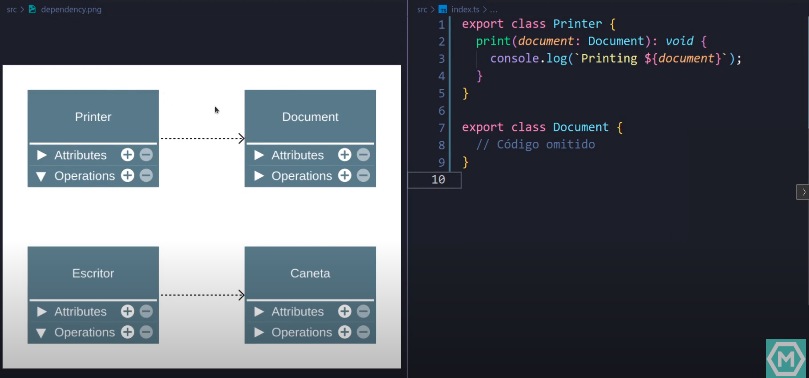 src > dependency.png
Printer
Attributes
Operations
Document
Attributes
Operations
Escritor
Attributes
Operations
Caneta
Attributes
Operations
src > index.ts > ...
1 export class Printer {
2 print(document: Document): void {
3 console.log(`Printing ${document}`);
4 }
5 }
6
7 export class Document {
8 // Código omitido
9 }
10
M